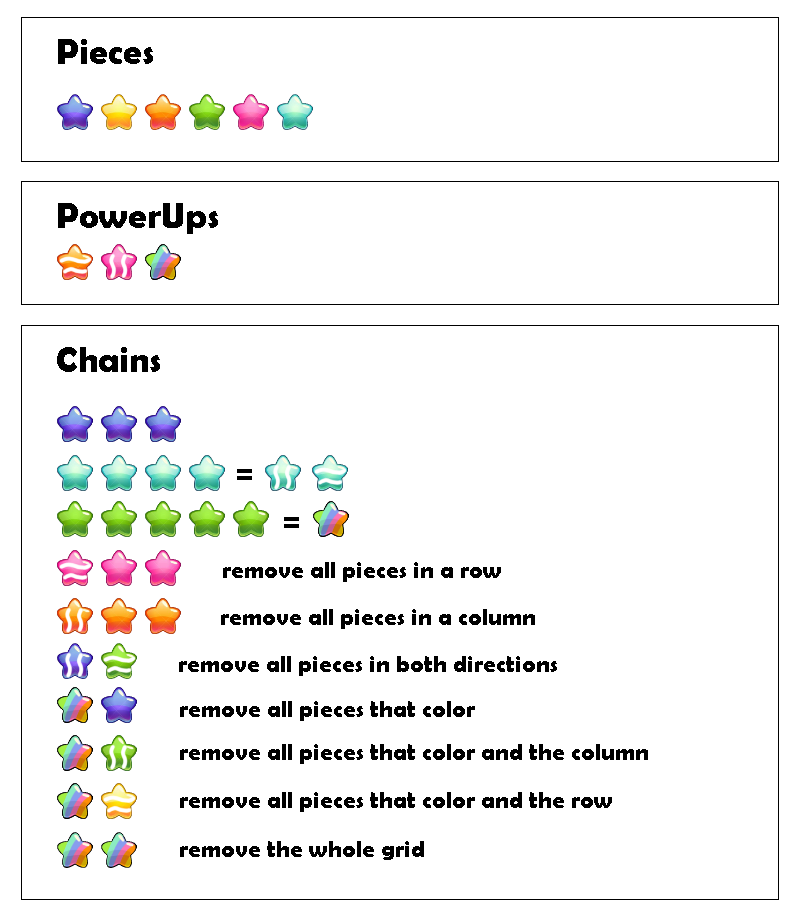 Pieces
PowerUps
Chains
=
=
remove all pieces in a row
remove all pieces in a column
remove all pieces in both directions
remove all pieces that color
remove all pieces that color and the column
remove all pieces that color and the row
remove the whole grid